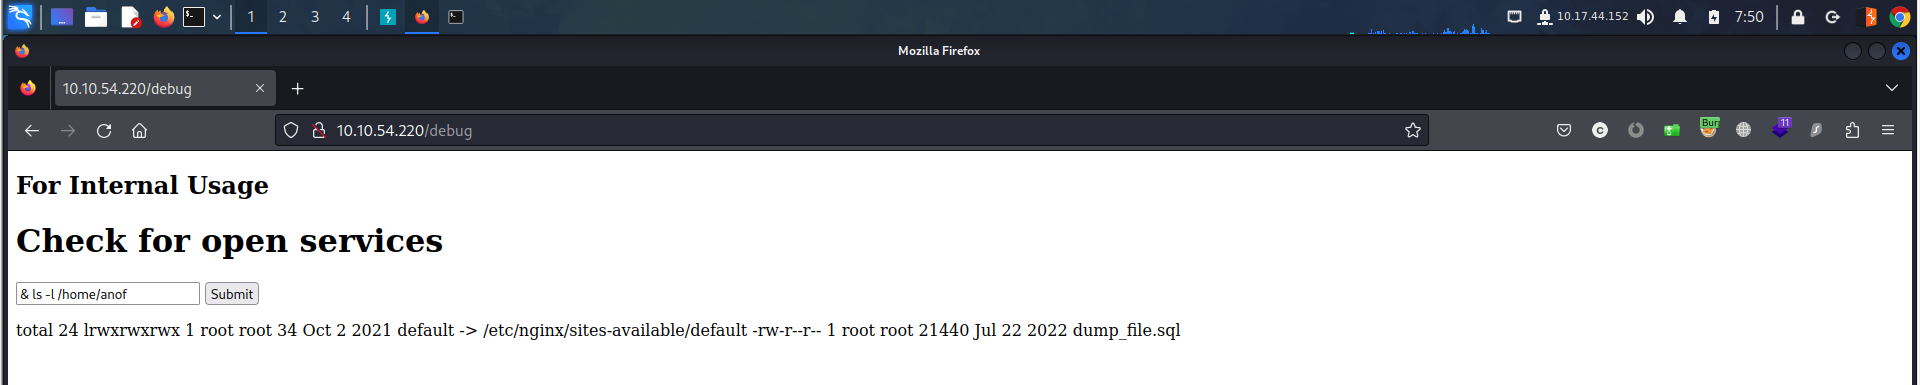 1 2 3 4 10.17.44.152 7:50
Mozilla Firefox
10.10.54.220/debug
10.10.54.220/debug
Burp 11
For Internal Usage
Check for open services
& ls -l /home/anof Submit
total 24 lrwxrwxrwx 1 root root 34 Oct 2 2021 default -> /etc/nginx/sites-available/default -rw-r--r-- 1 root root 21440 Jul 22 2022 dump_file.sql